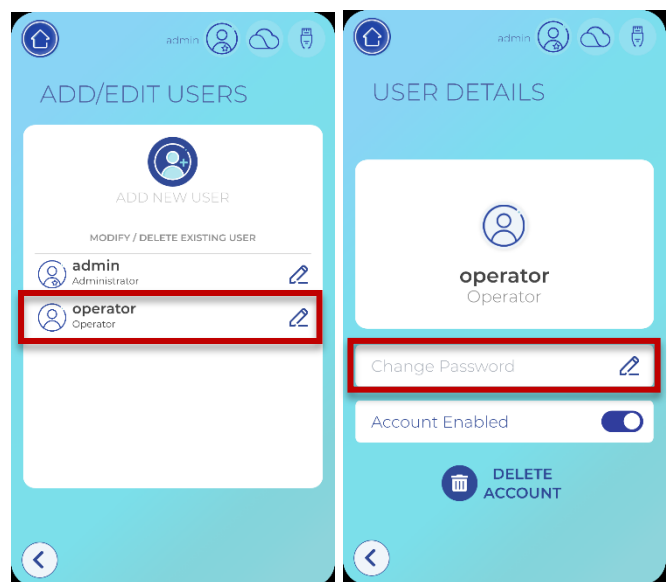 admin
ADD/EDIT USERS
ADD NEW USER
MODIFY / DELETE EXISTING USER
admin
Administrator
operator
Operator
admin
USER DETAILS
operator
Operator
Change Password
Account Enabled
DELETE
ACCOUNT